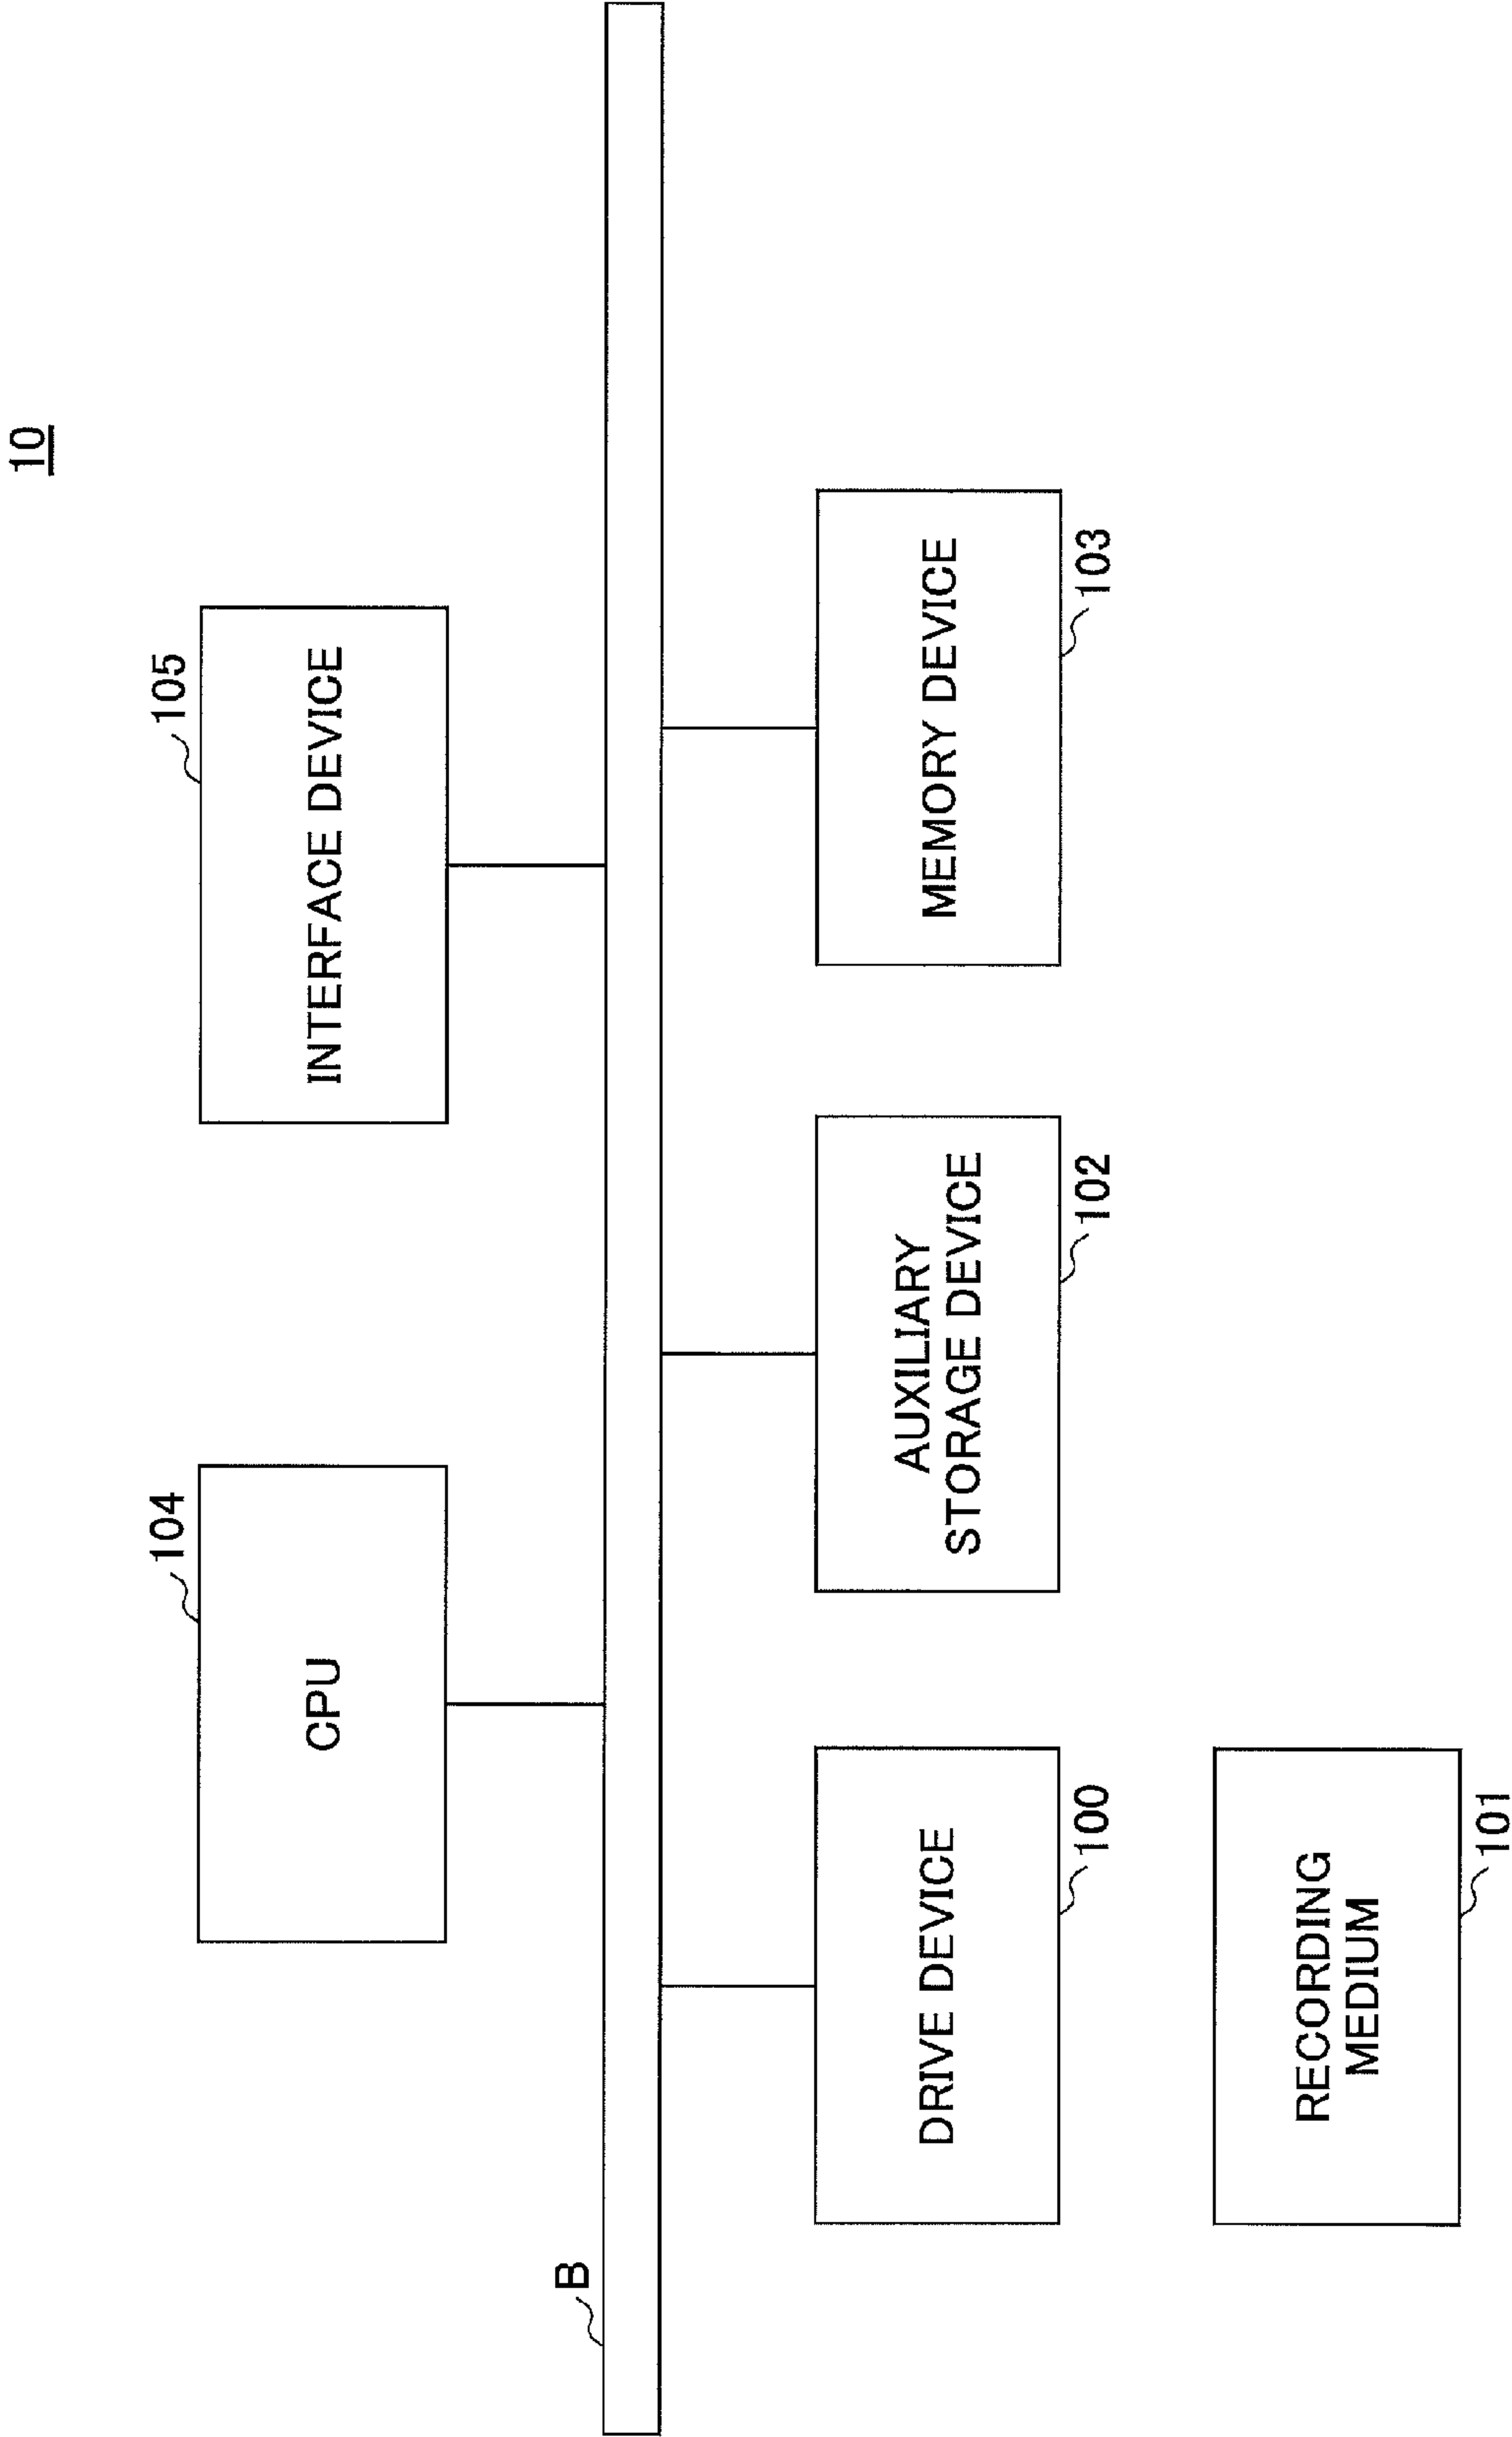 10
104
CPU
105
INTERFACE DEVICE
B
DRIVE DEVICE
100
AUXILIARY
STORAGE DEVICE
102
MEMORY DEVICE
103
RECORDING
MEDIUM
101